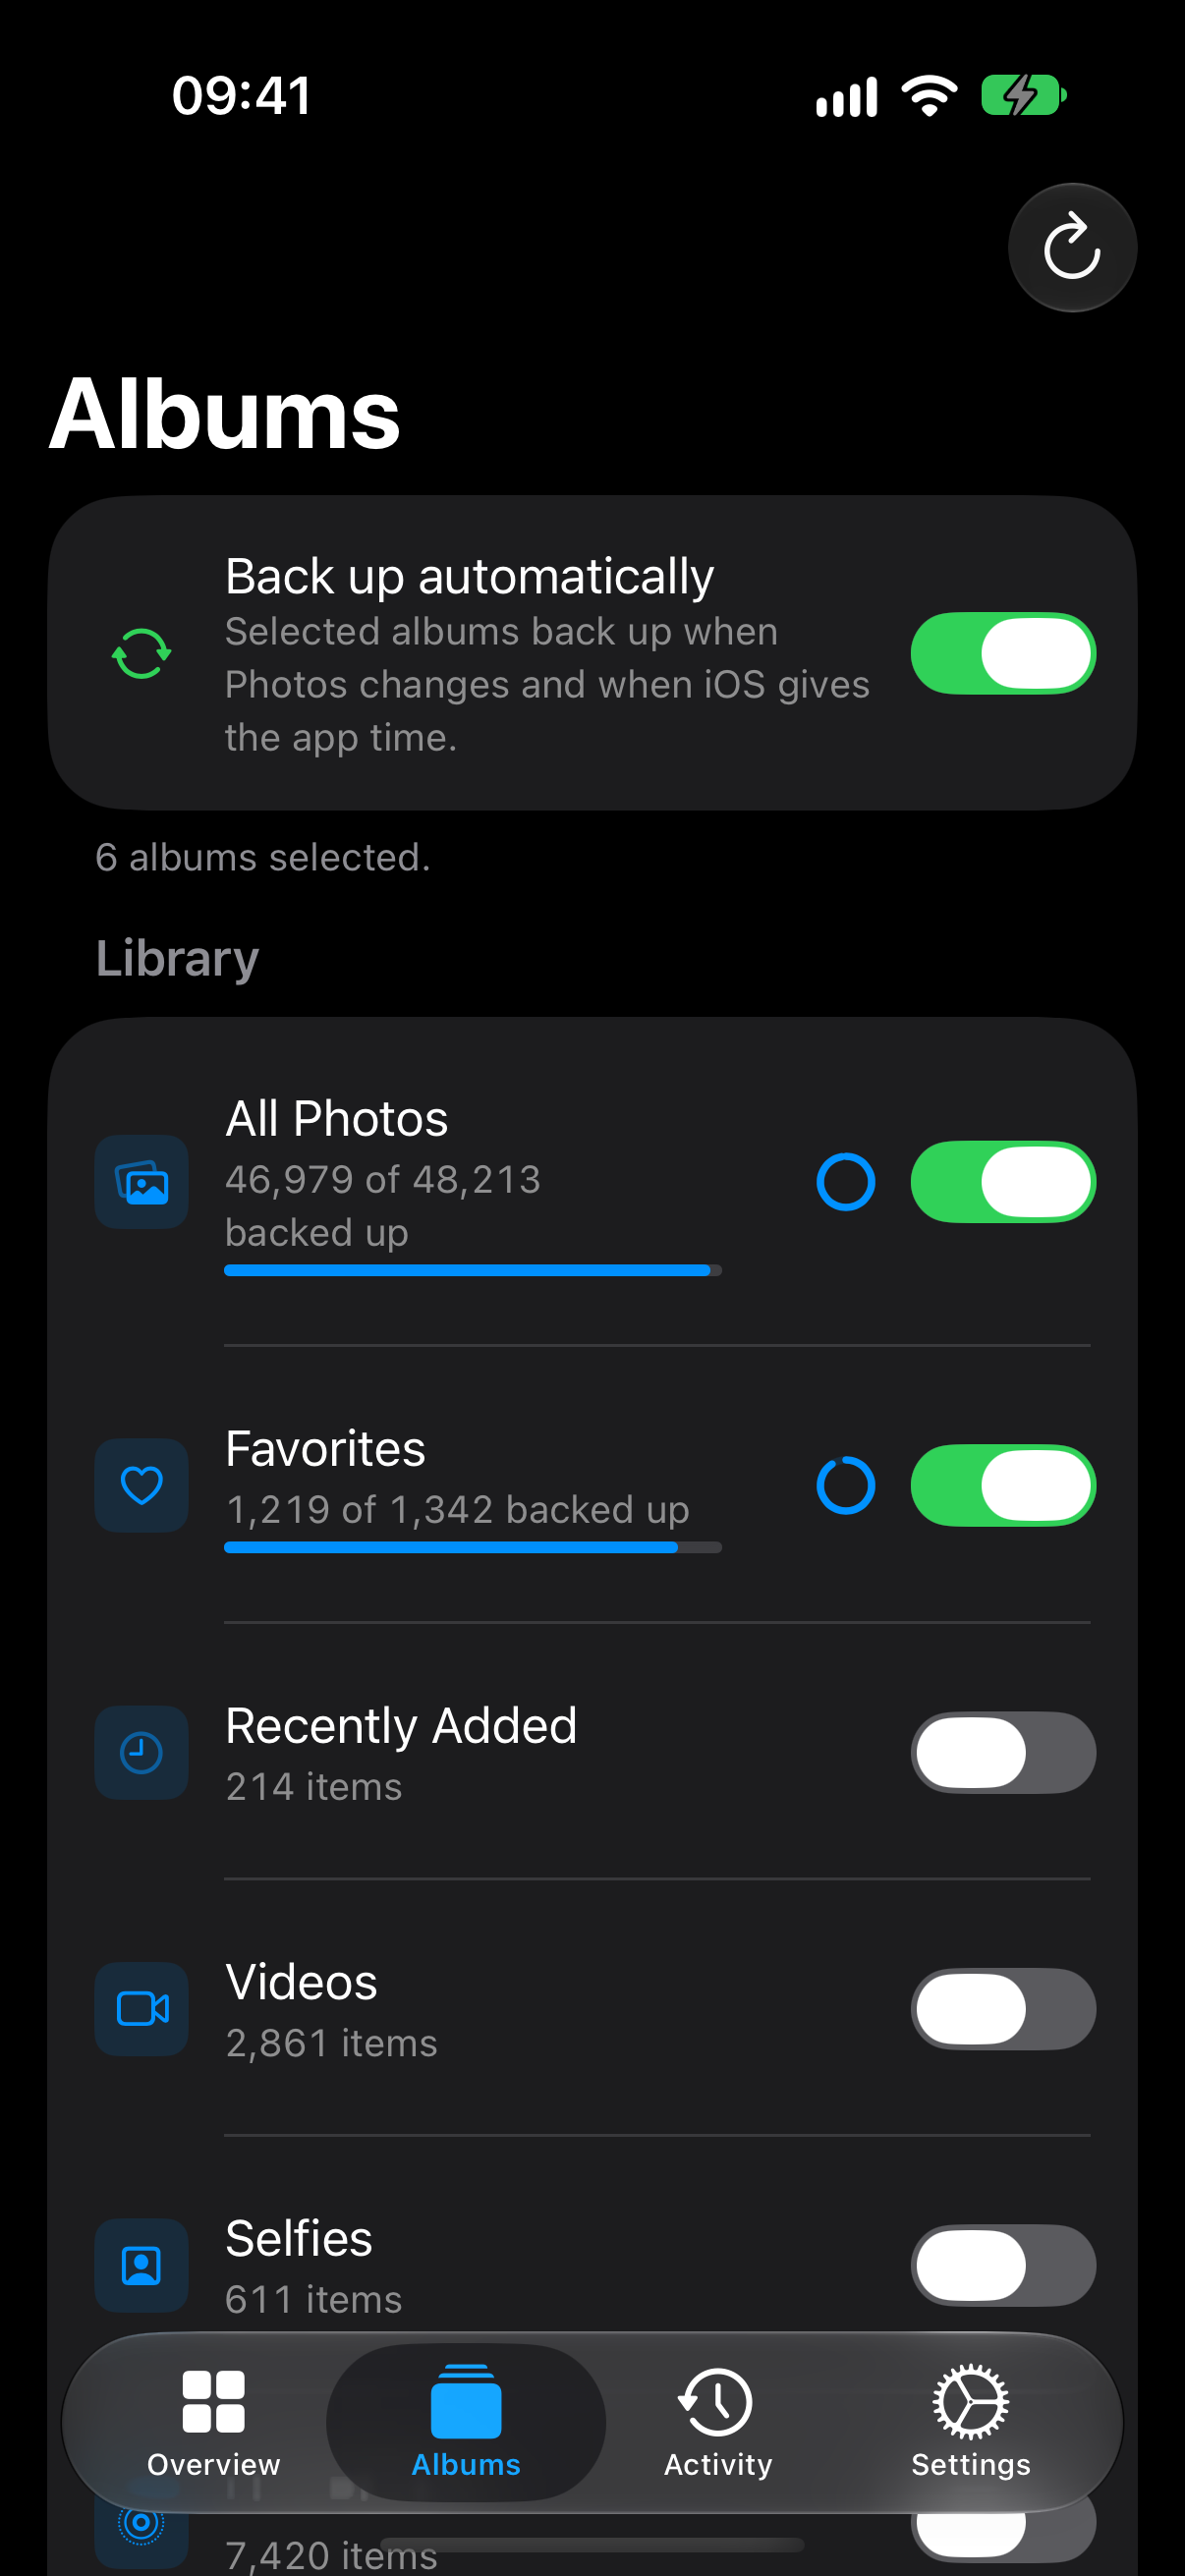 09:41
Albums
Back up automatically
Selected albums back up when
Photos changes and when iOS gives
the app time.
6 albums selected.
Library
All Photos
46,979 of 48,213
backed up
Favorites
1,219 of 1,342 backed up
Recently Added
214 items
Videos
2,861 items
Selfies
611 items
Overview
Albums
Activity
Settings
7,420 items